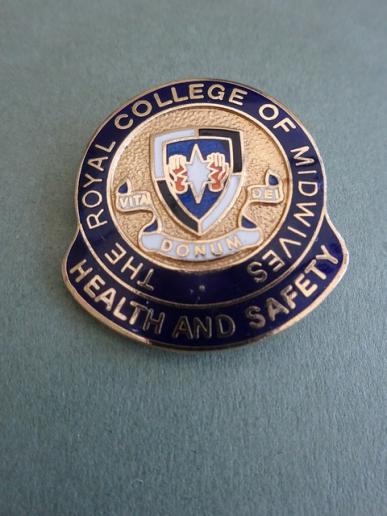 THE ROYAL COLLEGE OF MIDWIVES
VITA DONUM DEI
HEALTH AND SAFETY